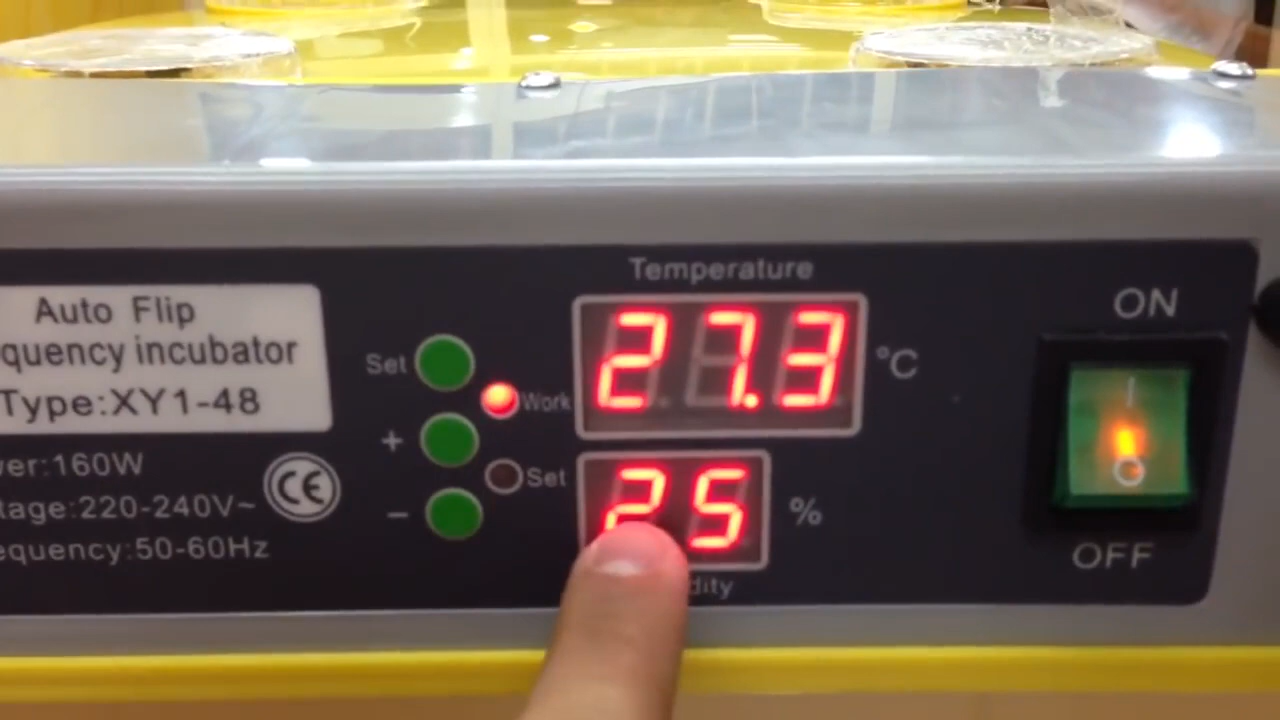 Temperature
ON
Auto Flip
quency incubator
Type:XY1-48
Set
27.3
°C
Work
+
Set
25
%
-
wer:160W
tage:220-240V~
equency:50-60Hz
CE
OFF
dity